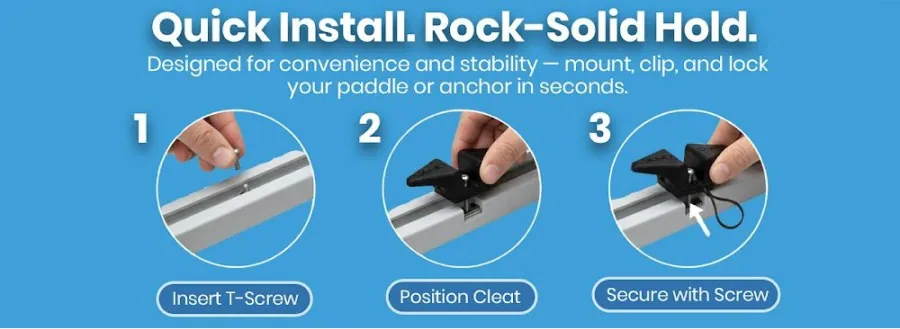 Quick Install. Rock-Solid Hold.
Designed for convenience and stability — mount, clip, and lock
your paddle or anchor in seconds.
1
2
3
Insert T-Screw
Position Cleat
Secure with Screw